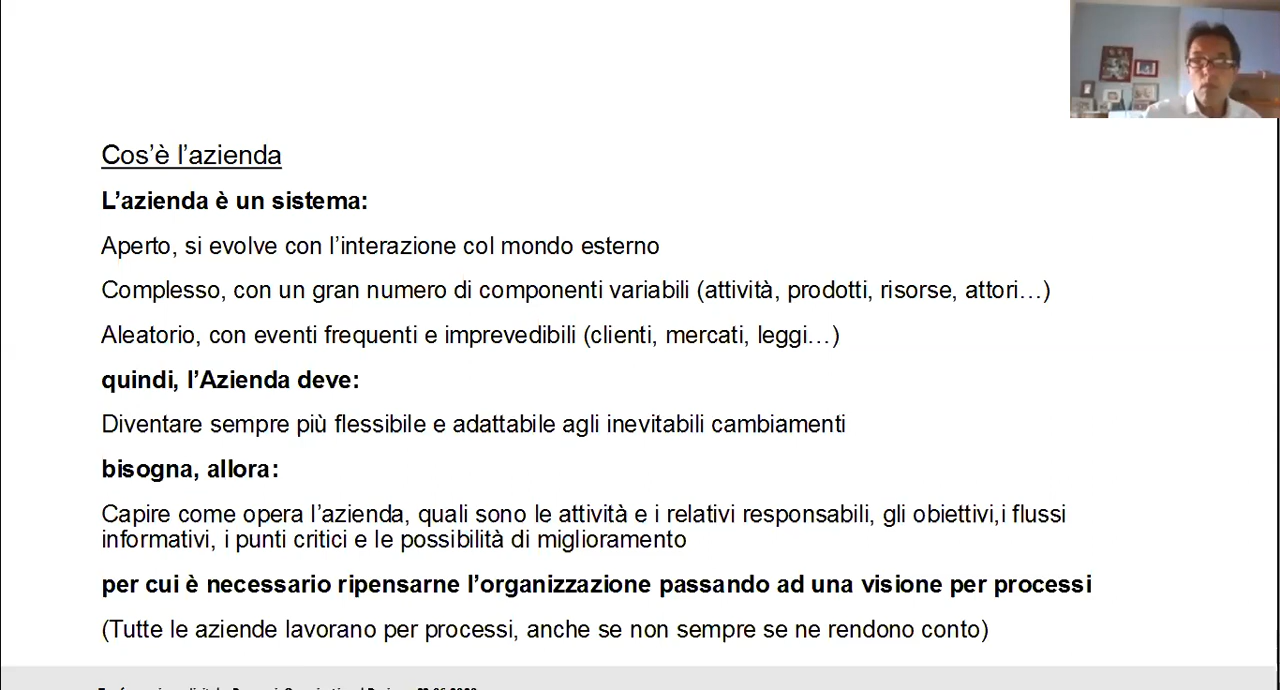 Cos’è l’azienda
L’azienda è un sistema:
Aperto, si evolve con l’interazione col mondo esterno
Complesso, con un gran numero di componenti variabili (attività, prodotti, risorse, attori…)
Aleatorio, con eventi frequenti e imprevedibili (clienti, mercati, leggi…)
quindi, l’Azienda deve:
Diventare sempre più flessibile e adattabile agli inevitabili cambiamenti
bisogna, allora:
Capire come opera l’azienda, quali sono le attività e i relativi responsabili, gli obiettivi,i flussi
informativi, i punti critici e le possibilità di miglioramento
per cui è necessario ripensarne l’organizzazione passando ad una visione per processi
(Tutte le aziende lavorano per processi, anche se non sempre se ne rendono conto)